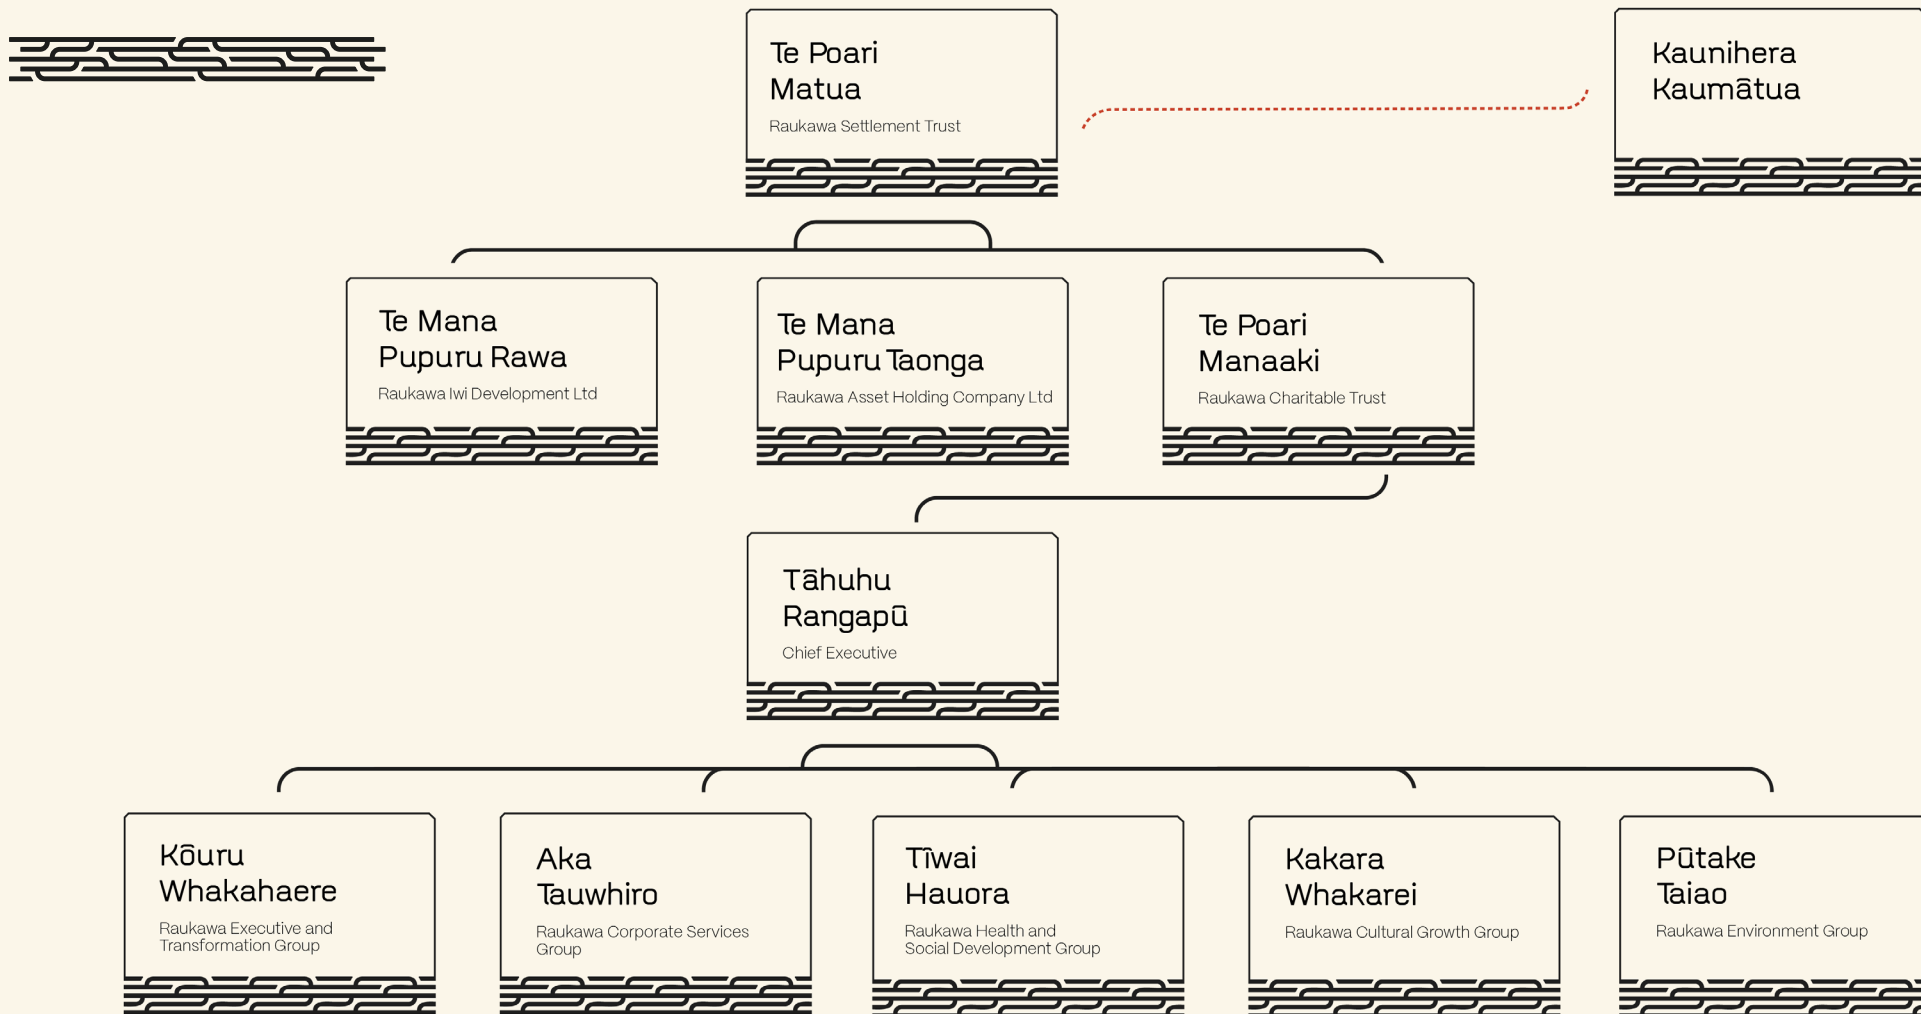 Te Poari
Matua
Raukawa Settlement Trust
Kaunihera
Kaumātua
Te Mana
Pupuru Rawa
Raukawa Iwi Development Ltd
Te Mana
Pupuru Taonga
Raukawa Asset Holding Company Ltd
Te Poari
Manaaki
Raukawa Charitable Trust
Tāhuhu
Rangapū
Chief Executive
Kōuru
Whakahaere
Raukawa Executive and
Transformation Group
Aka
Tauwhiro
Raukawa Corporate Services
Group
Tīwai
Hauora
Raukawa Health and
Social Development Group
Kakara
Whakarei
Raukawa Cultural Growth Group
Pūtake
Taiao
Raukawa Environment Group